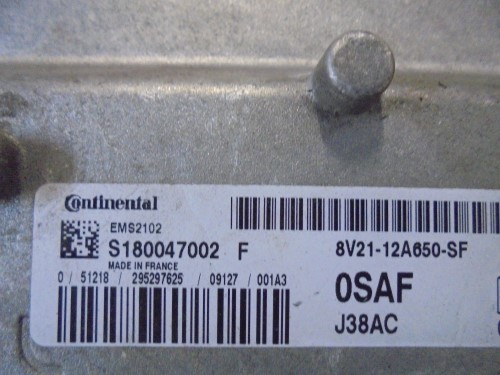 Continental
EMS2102
S180047002 F 8V21-12A650-SF
MADE IN FRANCE
0 / 51218 / 295297625 / 09127 / 001A3
0SAF
J38AC